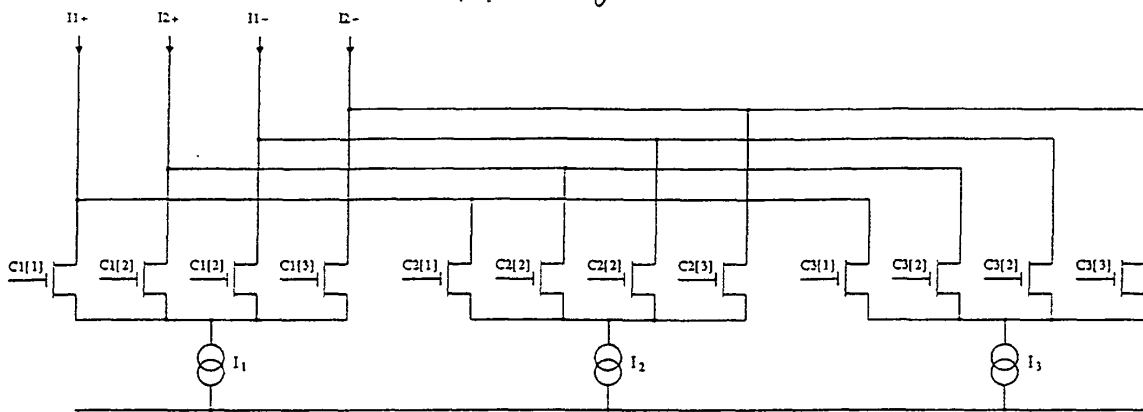 I1+ I2+ I1- I2-
C1[1] C1[2] C1[2] C1[3] C2[1] C2[2] C2[2] C2[3] C3[1] C3[2] C3[2] C3[3]
I1 I2 I3